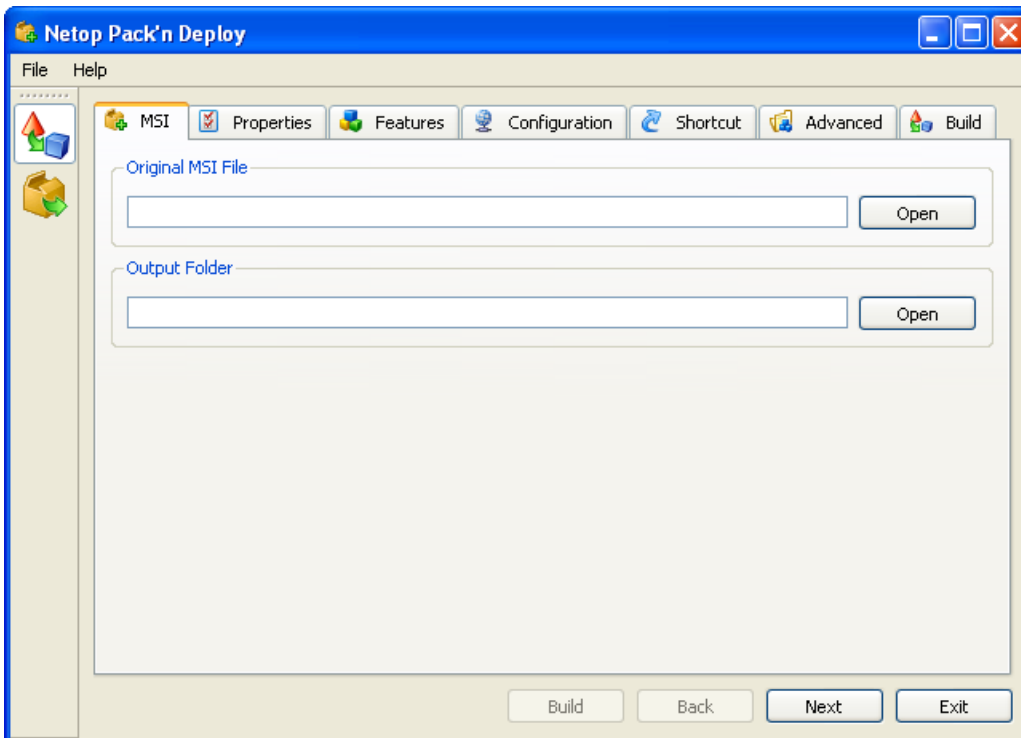 Netop Pack'n Deploy
File Help
MSI Properties Features Configuration Shortcut Advanced Build
Original MSI File
Open
Output Folder
Open
Build Back Next Exit